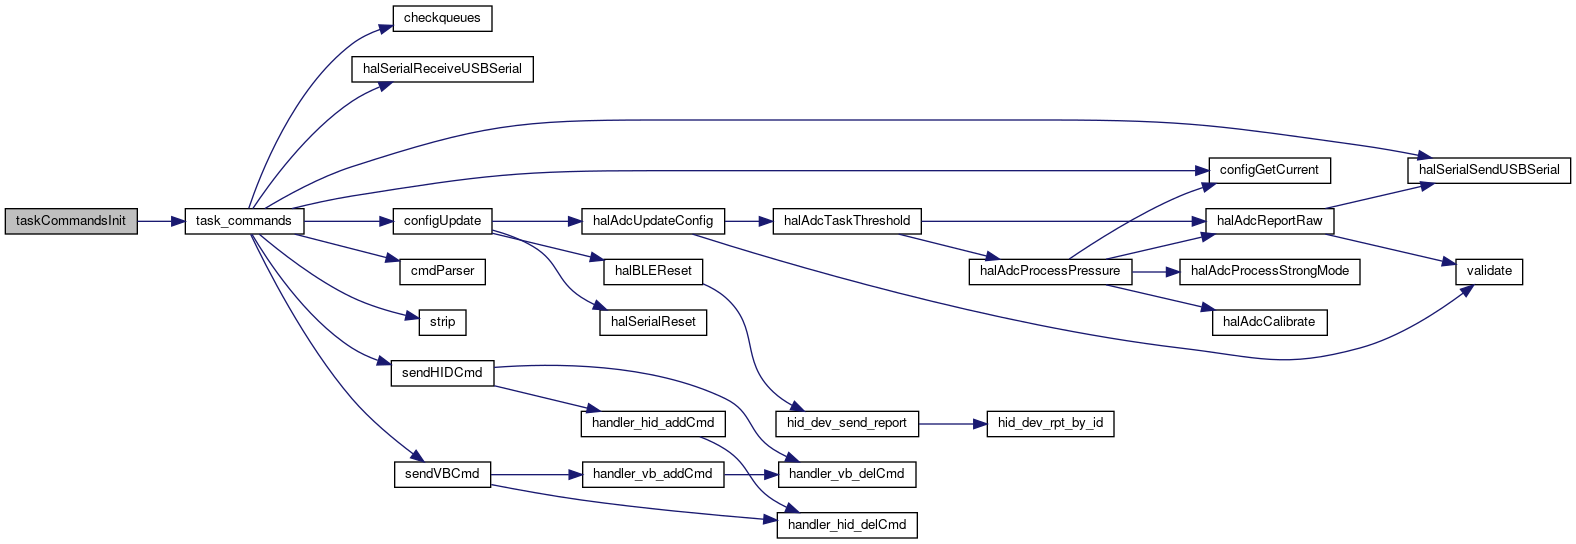 checkqueues
halSerialReceiveUSBSerial
configGetCurrent
halSerialSendUSBSerial
taskCommandsInit
task_commands
configUpdate
halAdcUpdateConfig
halAdcTaskThreshold
halAdcReportRaw
cmdParser
halBLEReset
halAdcProcessPressure
halAdcProcessStrongMode
validate
strip
halSerialReset
halAdcCalibrate
sendHIDCmd
handler_hid_addCmd
hid_dev_send_report
hid_dev_rpt_by_id
sendVBCmd
handler_vb_addCmd
handler_vb_delCmd
handler_hid_delCmd